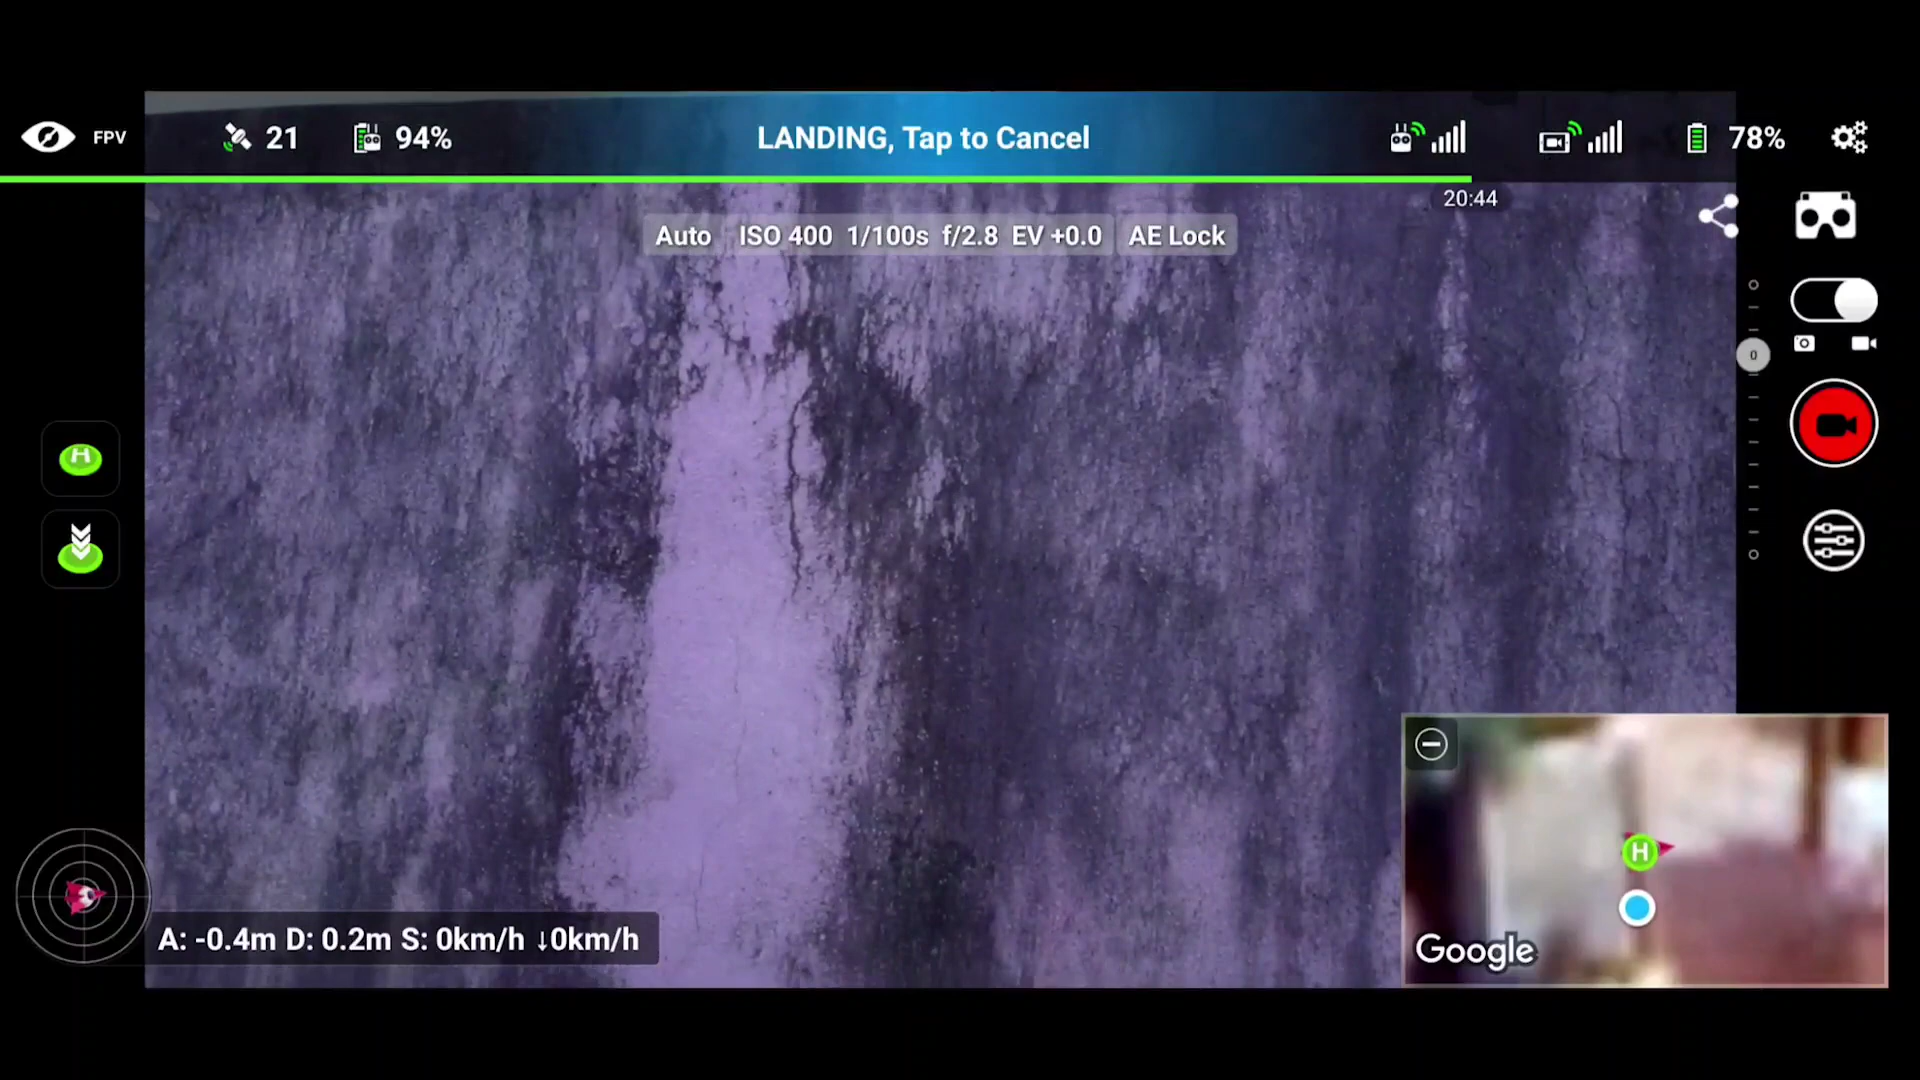 FPV
21
94%
LANDING, Tap to Cancel
78%
20:44
Auto ISO 400 1/100s f/2.8 EV +0.0 AE Lock
0
H
A: -0.4m D: 0.2m S: 0km/h ↓0km/h
H
Google